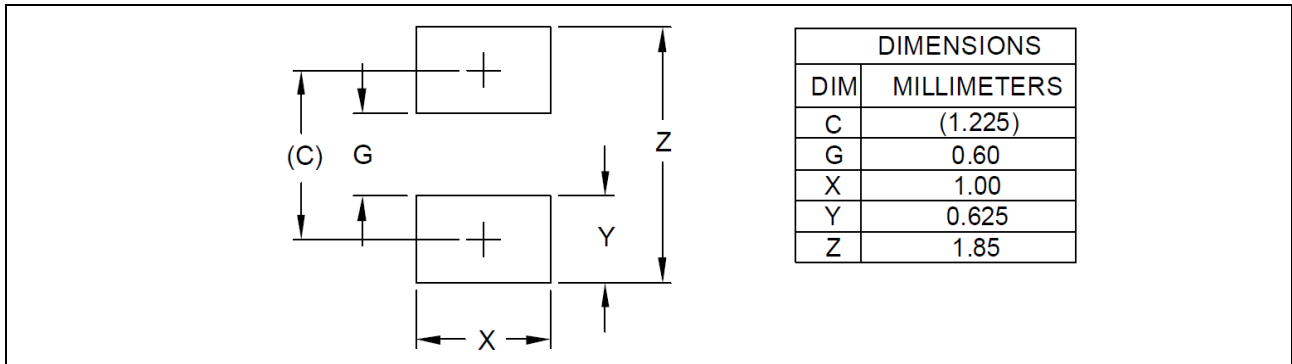 (C)
G
Z
Y
X
DIMENSIONS
DIM MILLIMETERS
C (1.225)
G 0.60
X 1.00
Y 0.625
Z 1.85